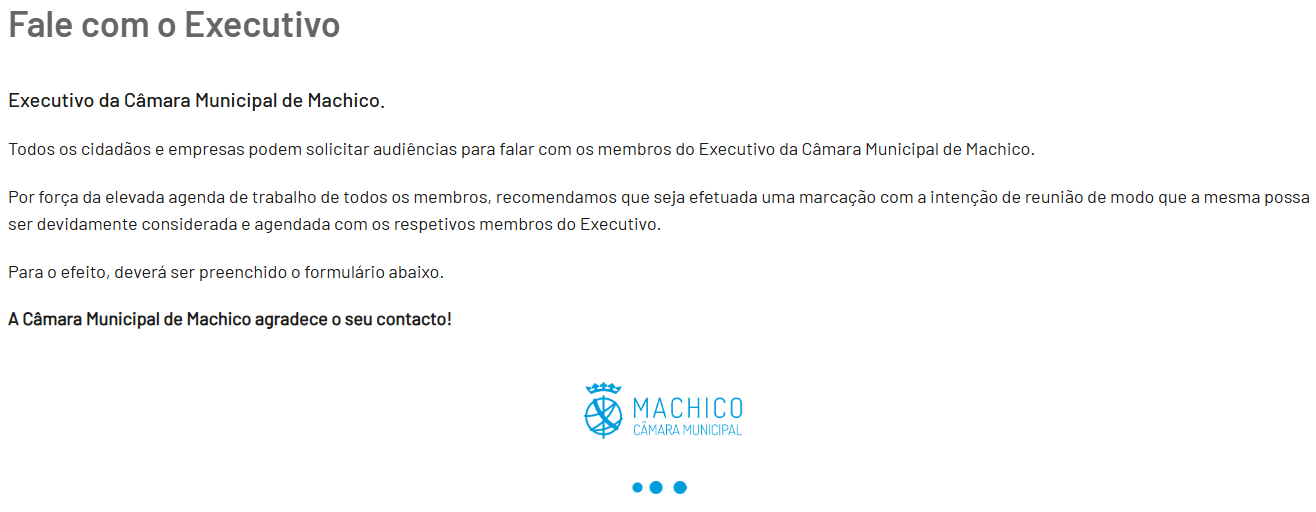 Fale com o Executivo
Executivo da Câmara Municipal de Machico.
Todos os cidadãos e empresas podem solicitar audiências para falar com os membros do Executivo da Câmara Municipal de Machico.
Por força da elevada agenda de trabalho de todos os membros, recomendamos que seja efetuada uma marcação com a intenção de reunião de modo que a mesma possa
ser devidamente considerada e agendada com os respetivos membros do Executivo.
Para o efeito, deverá ser preenchido o formulário abaixo.
A Câmara Municipal de Machico agradece o seu contacto!
MACHICO
CÂMARA MUNICIPAL